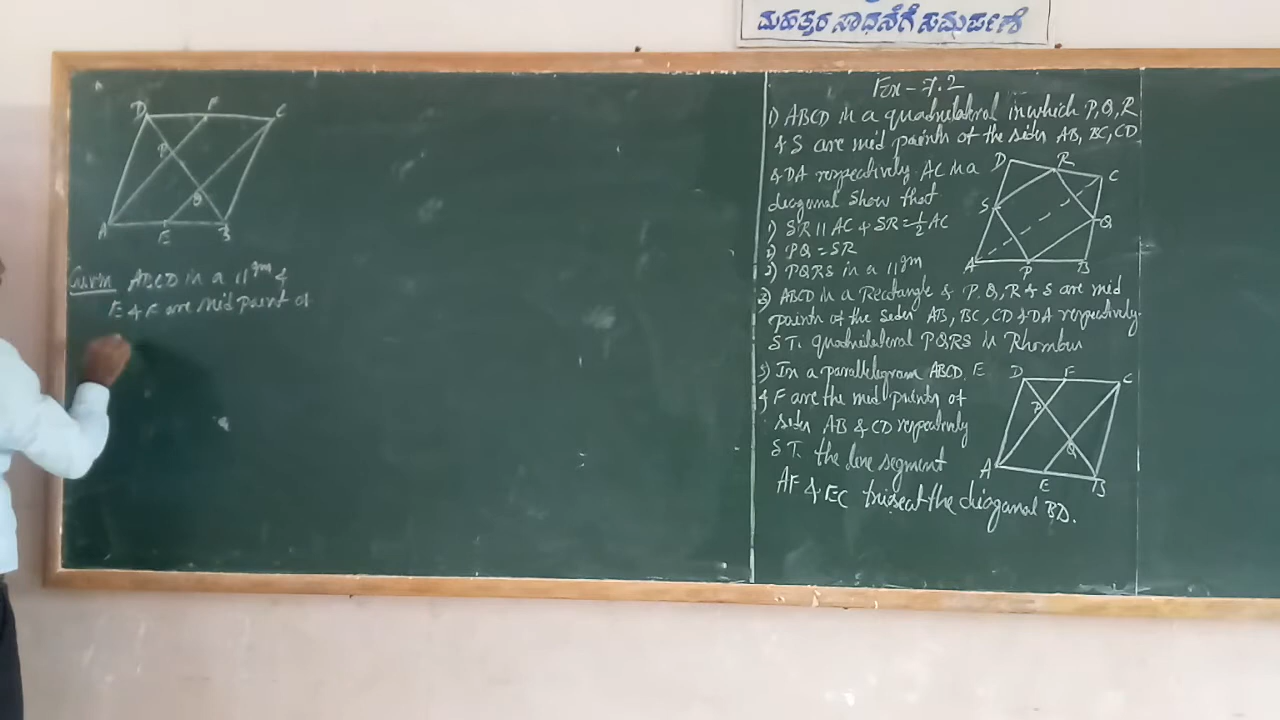 ಮಹತ್ತರ ಸಾಧನೆಗೆ ಸಮರ್ಪಣೆ
D F C
P
Q
A E B
Given ABCD is a ||gm &
E & F are mid point of
Ex - 7.2
1) ABCD is a quadrilateral in which P, Q, R
& S are mid points of the sides AB, BC, CD
& DA respectively. AC is a
diagonal Show that
1) SR || AC & SR = 1/2 AC
2) PQ = SR
3) PQRS is a ||gm
D R C
S Q
A P B
2) ABCD is a Rectangle & P. Q, R & S are mid
points of the sides AB, BC, CD & DA respectively.
S T. quadrilateral PQRS is Rhombus
3) In a parallelogram ABCD, E
& F are the mid points of
sides AB & CD respectively
S T. the line segment
AF & EC trisect the diagonal BD.
D F C
P
Q
A E B